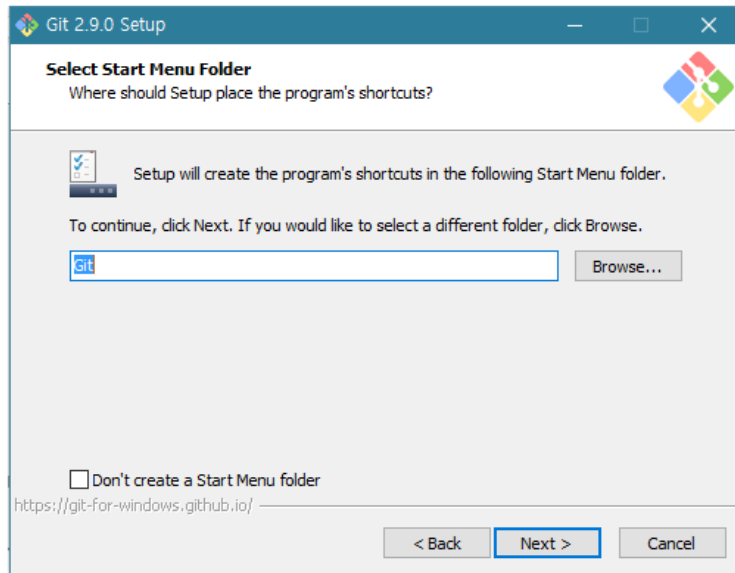 Git 2.9.0 Setup
Select Start Menu Folder
Where should Setup place the program's shortcuts?
Setup will create the program's shortcuts in the following Start Menu folder.
To continue, click Next. If you would like to select a different folder, click Browse.
Git
Browse...
Don't create a Start Menu folder
https://git-for-windows.github.io/
< Back
Next >
Cancel